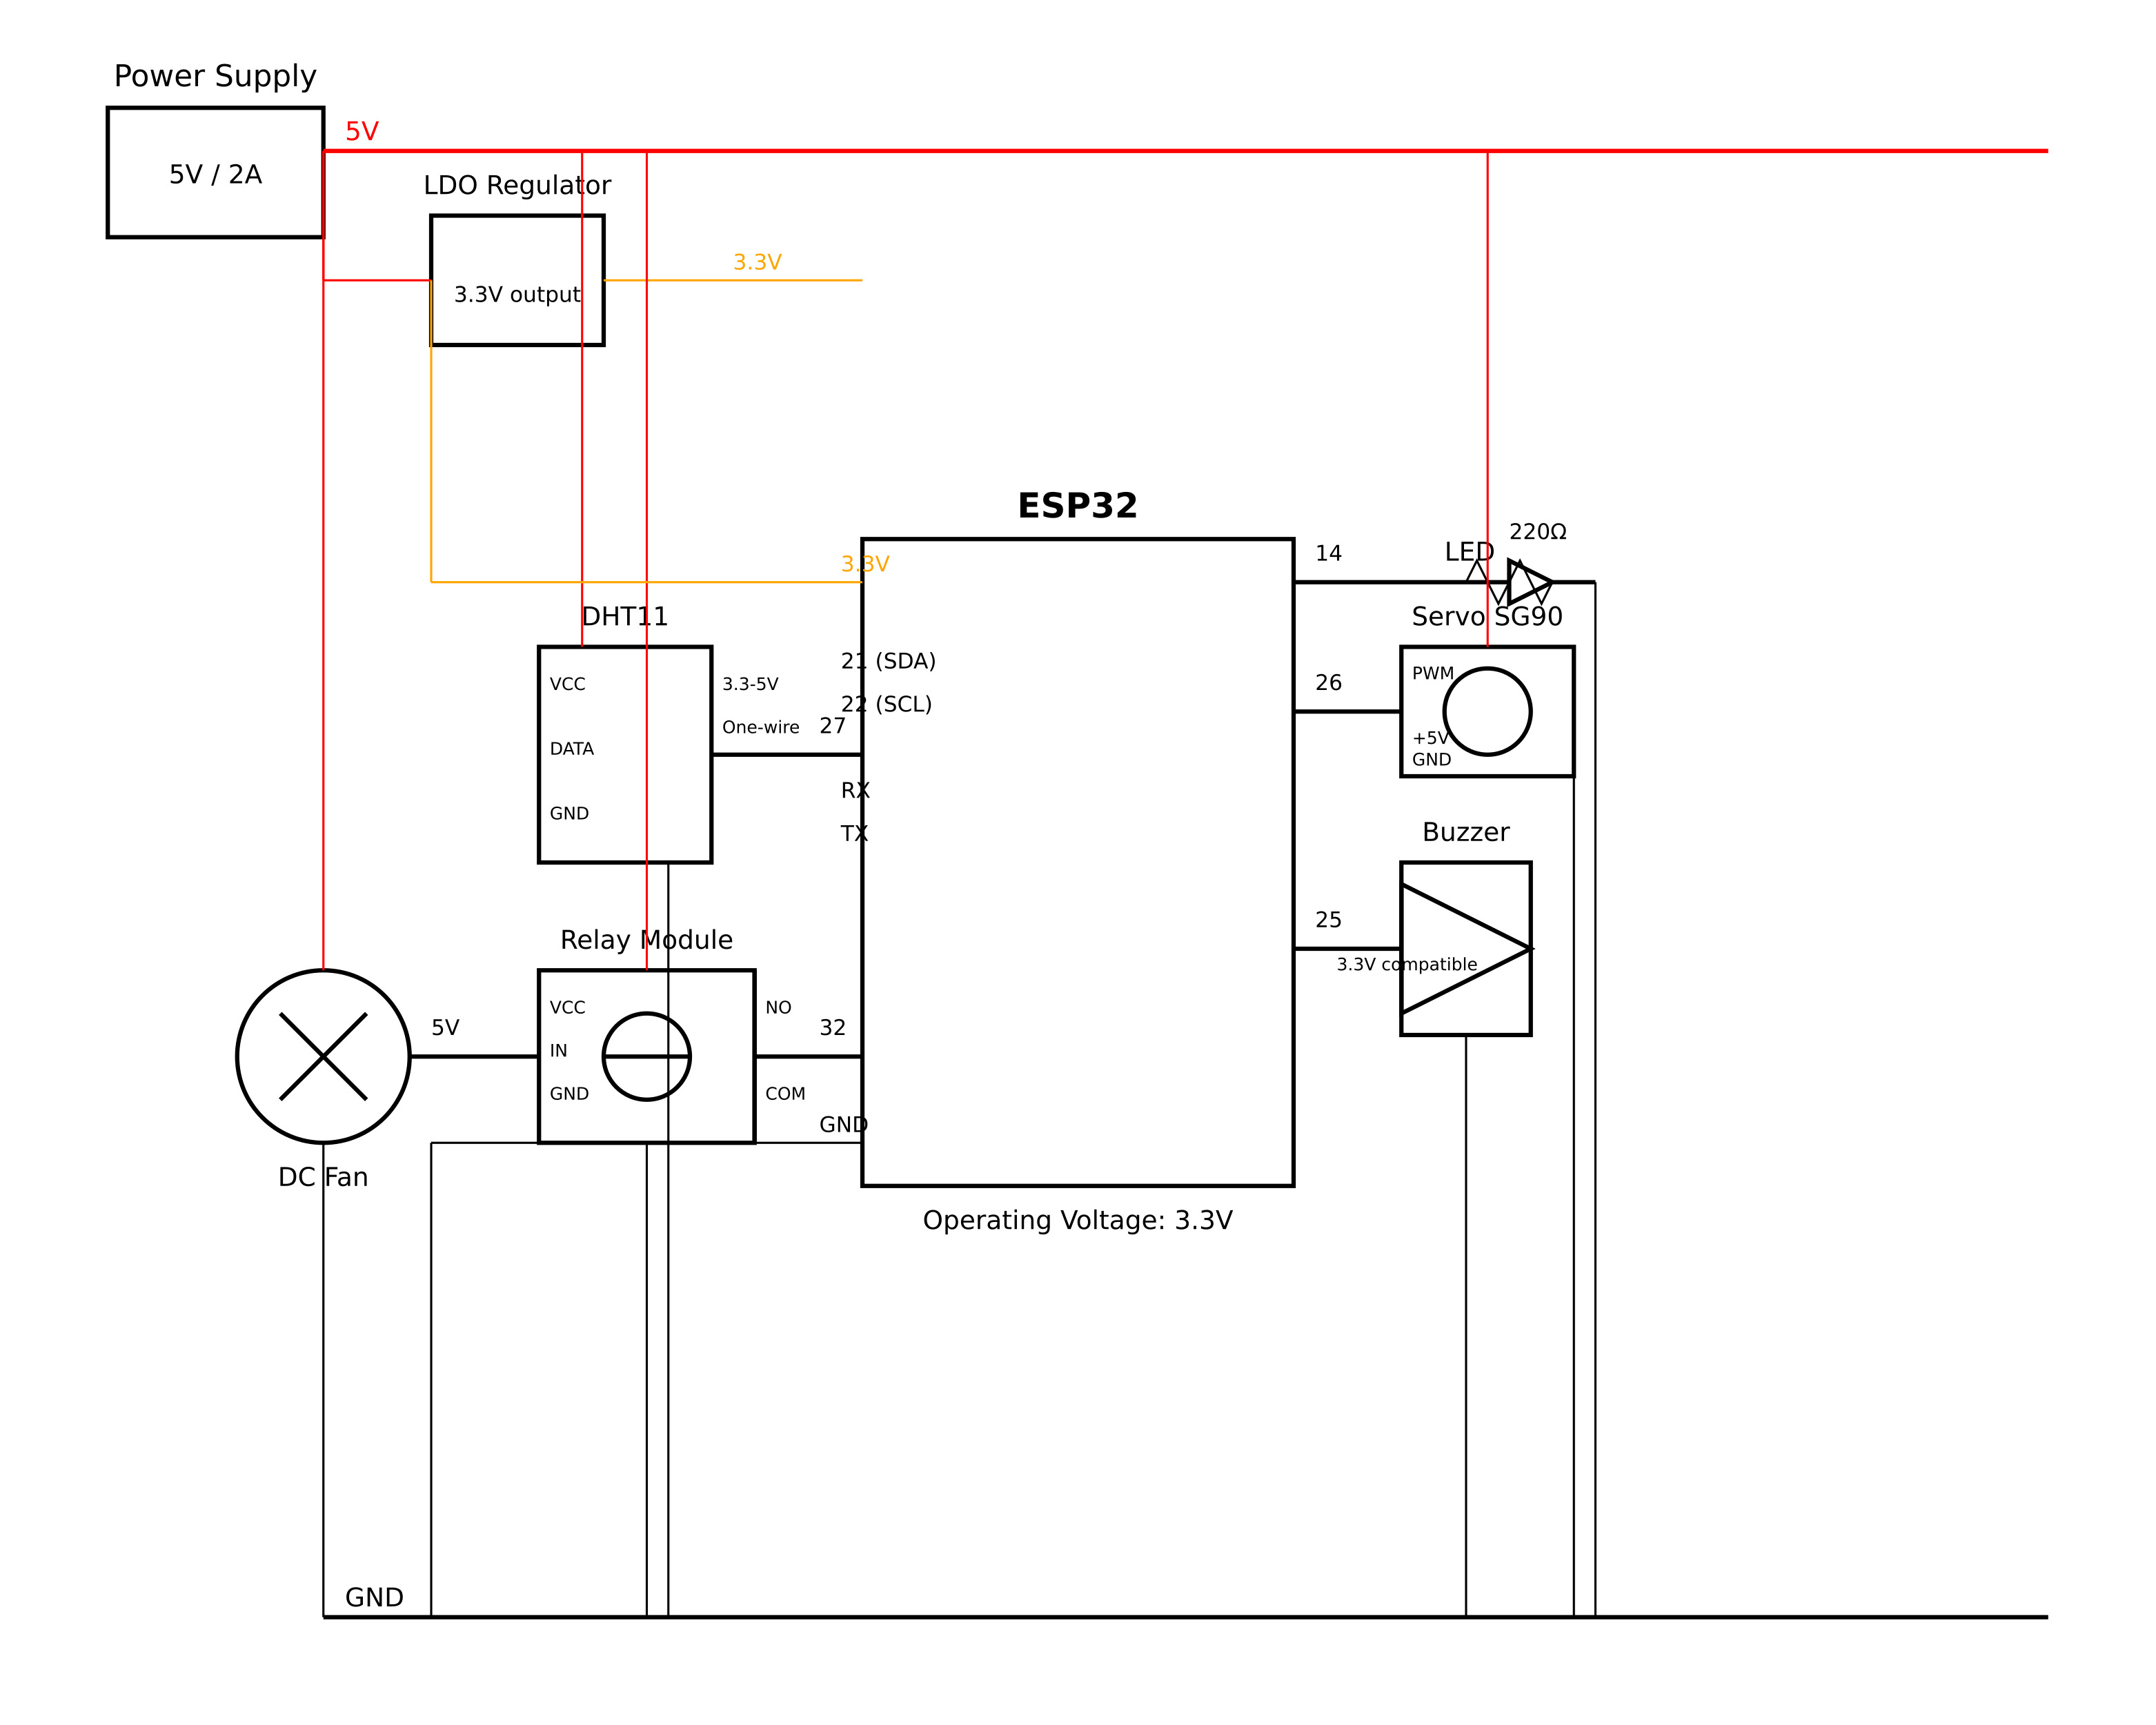 Power Supply
5V / 2A
5V
LDO Regulator
3.3V output
3.3V
ESP32
3.3V
14
LED
220Ω
DHT11
VCC
DATA
GND
3.3-5V
One-wire
27
21 (SDA)
22 (SCL)
RX
TX
26
Servo SG90
PWM
+5V
GND
Buzzer
25
3.3V compatible
Relay Module
VCC
IN
GND
NO
COM
32
GND
5V
DC Fan
Operating Voltage: 3.3V
GND